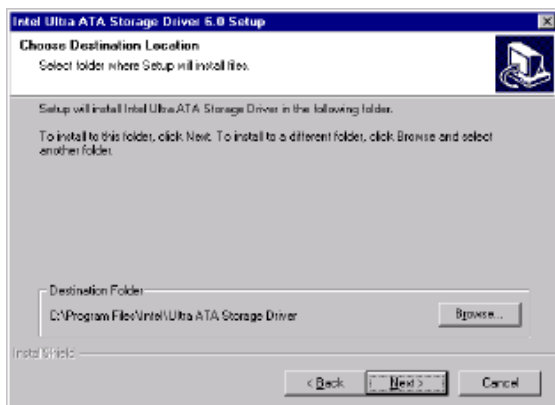 Intel Ultra ATA Storage Driver 6.0 Setup
Choose Destination Location
Select folder where Setup will install files.
Setup will install Intel Ultra ATA Storage Driver in the following folder.
To install to this folder, click Next. To install to a different folder, click Browse and select
another folder.
Destination Folder
C:\Program Files\Intel\Ultra ATA Storage Driver
Browse...
InstallShield
< Back
Next >
Cancel